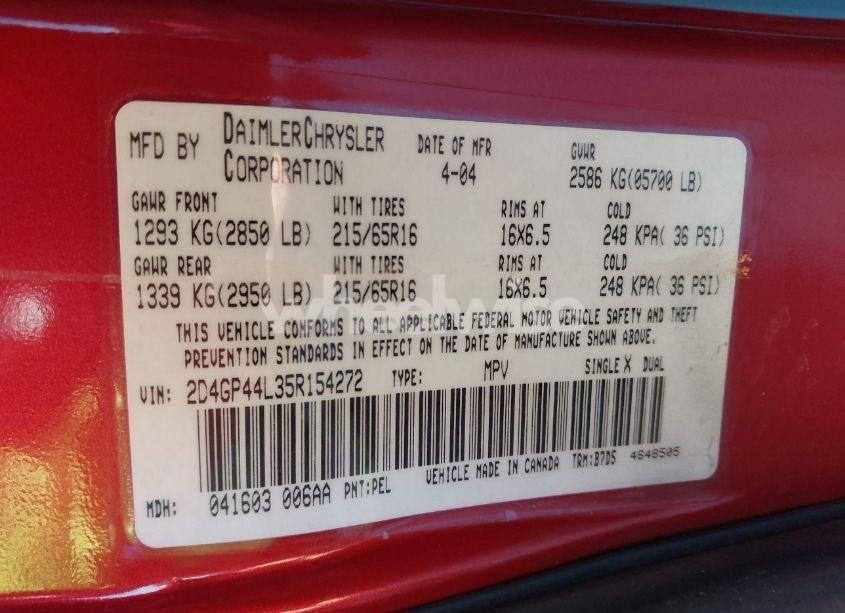 MFD BY DAIMLERCHRYSLER CORPORATION DATE OF MFR 4-04 GVWR 2586 KG(05700 LB)
GAWR FRONT WITH TIRES RIMS AT COLD
1293 KG(2850 LB) 215/65R16 16X6.5 248 KPA( 36 PSI)
GAWR REAR WITH TIRES RIMS AT COLD
1339 KG(2950 LB) 215/65R16 16X6.5 248 KPA( 36 PSI)
THIS VEHICLE CONFORMS TO ALL APPLICABLE FEDERAL MOTOR VEHICLE SAFETY AND THEFT
PREVENTION STANDARDS IN EFFECT ON THE DATE OF MANUFACTURE SHOWN ABOVE.
VIN: 2D4GP44L35R154272 TYPE: MPV SINGLE X DUAL
MDH: 041603 006AA PNT:PEL VEHICLE MADE IN CANADA TRM:B7D5 4648505